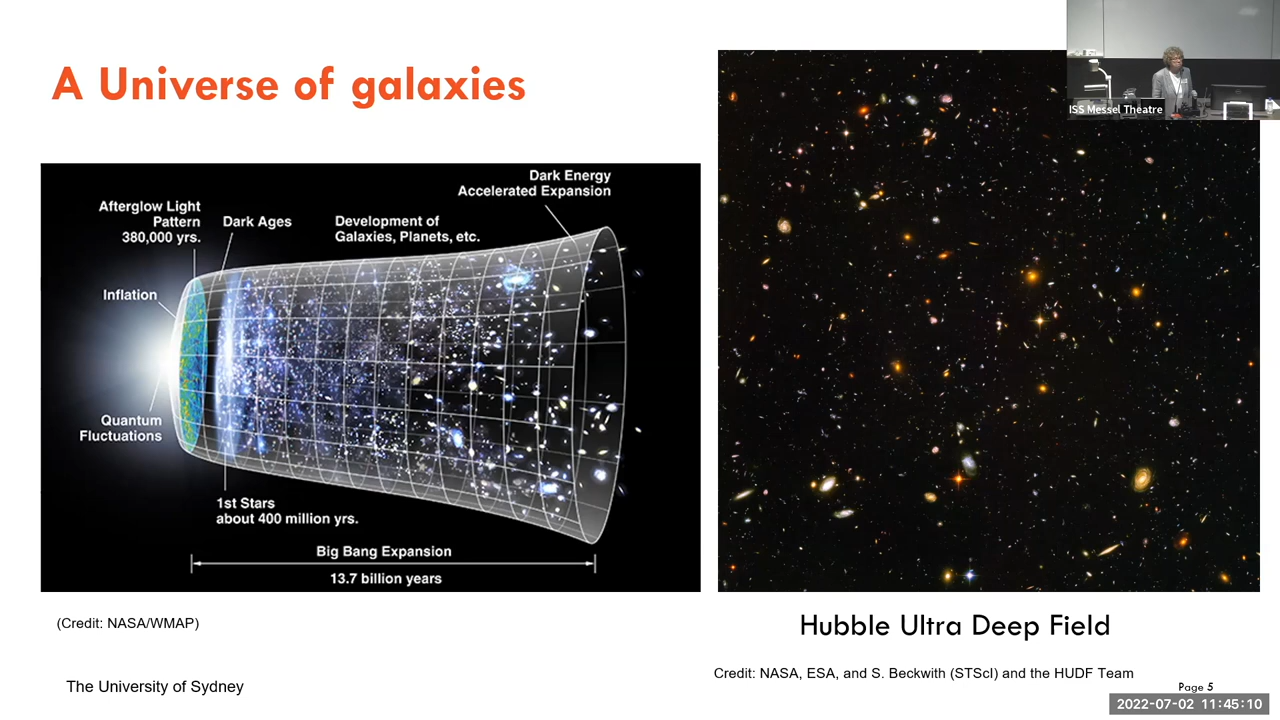 A Universe of galaxies
ISS Messel Theatre
Dark Energy
Accelerated Expansion
Afterglow Light
Pattern
380,000 yrs.
Dark Ages
Development of
Galaxies, Planets, etc.
Inflation
Quantum
Fluctuations
1st Stars
about 400 million yrs.
Big Bang Expansion
13.7 billion years
(Credit: NASA/WMAP)
Hubble Ultra Deep Field
Credit: NASA, ESA, and S. Beckwith (STScI) and the HUDF Team
The University of Sydney
Page 5
2022-07-02 11:45:10